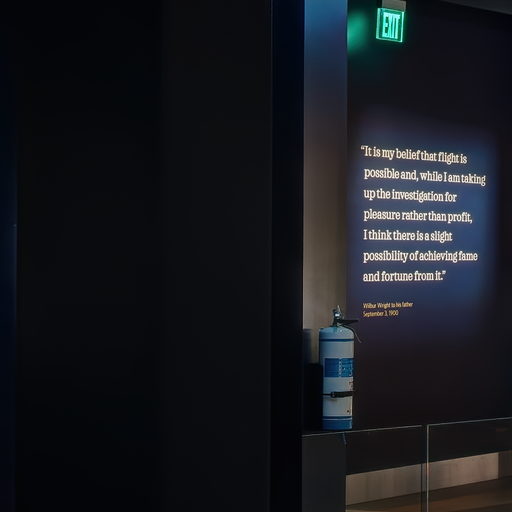 EXIT
“It is my belief that flight is
possible and, while I am taking
up the investigation for
pleasure rather than profit,
I think there is a slight
possibility of achieving fame
and fortune from it.”
Wilbur Wright to his father
September 3, 1900